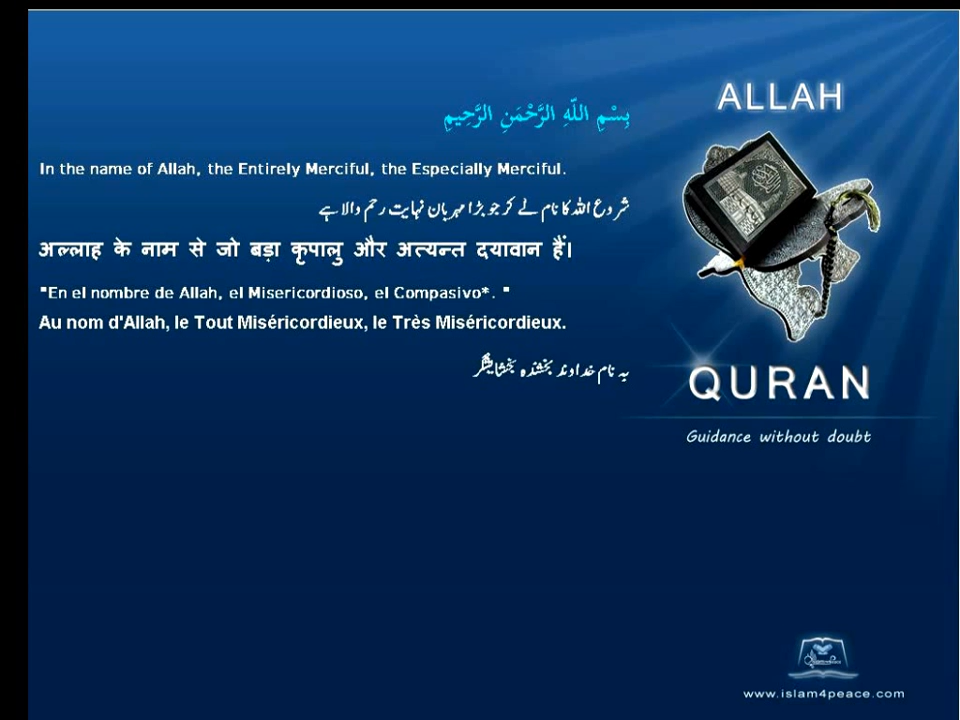 بِسْمِ اللّهِ الرَّحْمَنِ الرَّحِيمِ
In the name of Allah, the Entirely Merciful, the Especially Merciful.
شروع الله کا نام لے کر جو بڑا مہربان نہایت رحم والا ہے
अल्लाह के नाम से जो बड़ा कृपालु और अत्यन्त दयावान हैं।
"En el nombre de Allah, el Misericordioso, el Compasivo*. "
Au nom d'Allah, le Tout Miséricordieux, le Très Miséricordieux.
به نام خداوند بخشنده بخشایشگر
ALLAH
QURAN
Guidance without doubt
www.islam4peace.com